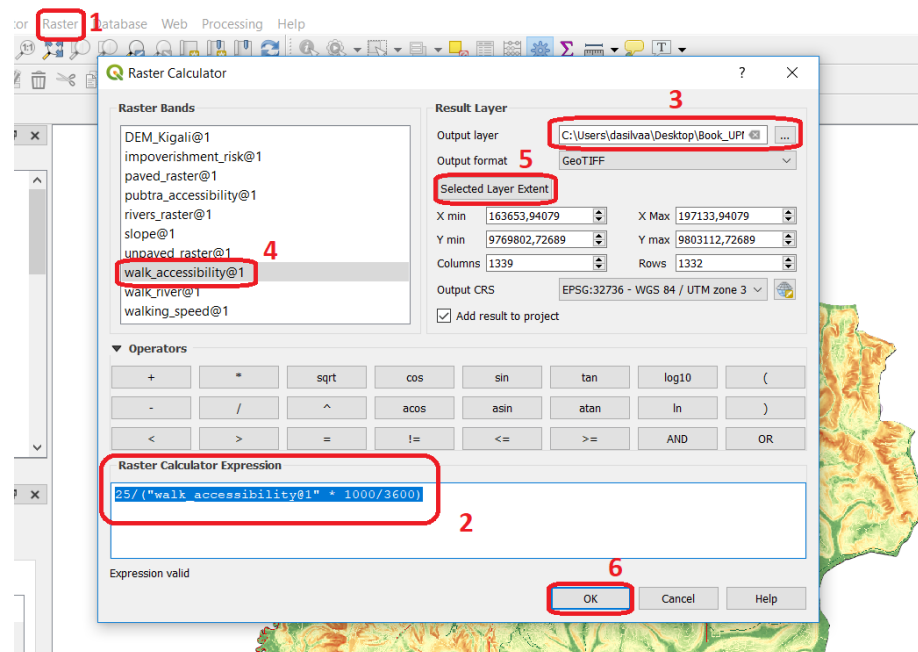 or Raster 1 Database Web Processing Help
Raster Calculator ? X
Raster Bands
DEM_Kigali@1
impoverishment_risk@1
paved_raster@1
pubtra_accessibility@1
rivers_raster@1
slope@1
unpaved_raster@1
4
walk_accessibility@1
walk_river@1
walking_speed@1
Result Layer
3
Output layer C:\Users\dasilvaa\Desktop\Book_UPI ...
Output format 5 GeoTIFF
Selected Layer Extent
X min 163653,94079 X Max 197133,94079
Y min 9769802,72689 Y max 9803112,72689
Columns 1339 Rows 1332
Output CRS EPSG:32736 - WGS 84 / UTM zone 3
Add result to project
Operators
+ * sqrt cos sin tan log10 (
- / ^ acos asin atan ln )
< > = != <= >= AND OR
Raster Calculator Expression
25/("walk_accessibility@1" * 1000/3600)
2
Expression valid
6
OK Cancel Help